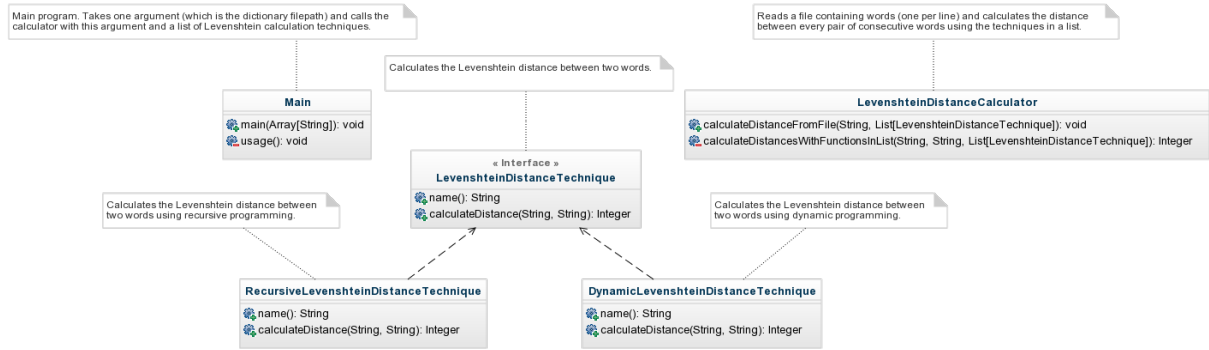 Main program. Takes one argument (which is the dictionary filepath) and calls the
calculator with this argument and a list of Levenshtein calculation techniques.
Reads a file containing words (one per line) and calculates the distance
between every pair of consecutive words using the techniques in a list.
Calculates the Levenshtein distance between two words.
Main
main(Array[String]): void
usage(): void
LevenshteinDistanceCalculator
calculateDistanceFromFile(String, List[LevenshteinDistanceTechnique]): void
calculateDistancesWithFunctionsInList(String, String, List[LevenshteinDistanceTechnique]): Integer
« Interface »
LevenshteinDistanceTechnique
name(): String
calculateDistance(String, String): Integer
Calculates the Levenshtein distance between
two words using recursive programming.
Calculates the Levenshtein distance between
two words using dynamic programming.
RecursiveLevenshteinDistanceTechnique
name(): String
calculateDistance(String, String): Integer
DynamicLevenshteinDistanceTechnique
name(): String
calculateDistance(String, String): Integer